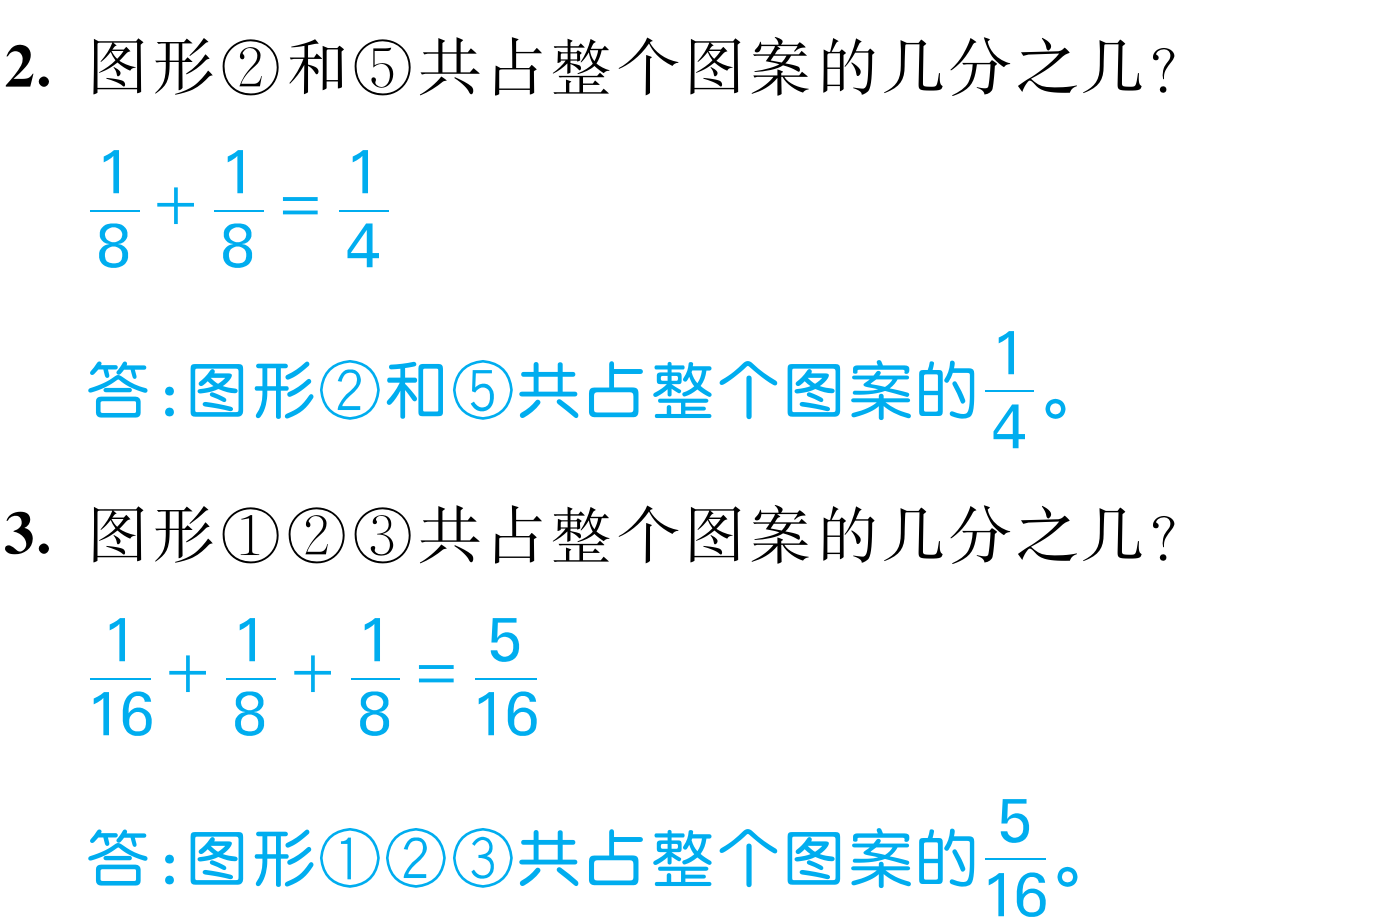 2. 图形②和⑤共占整个图案的几分之几?
1/8 + 1/8 = 1/4
答:图形②和⑤共占整个图案的1/4。
3. 图形①②③共占整个图案的几分之几?
1/16 + 1/8 + 1/8 = 5/16
答:图形①②③共占整个图案的5/16。